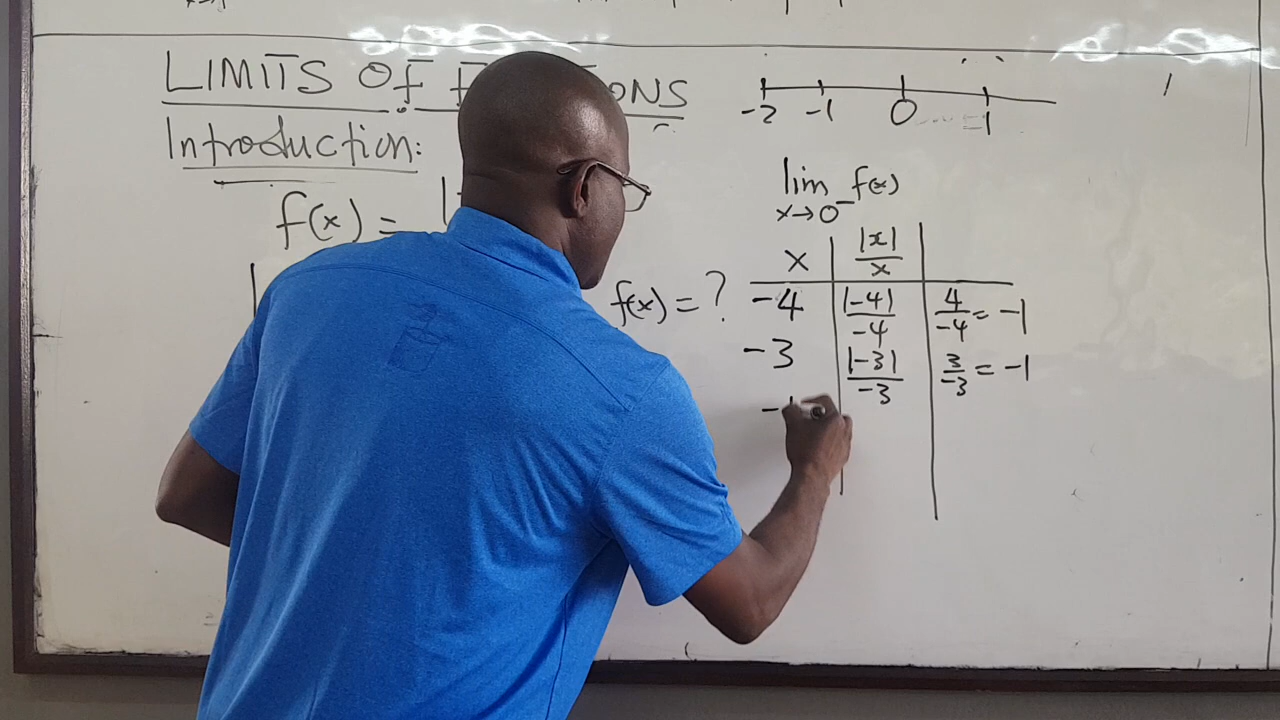 LIMITS OF
Introduction:
f(x) =
-2 -1 0 1
lim f(x)
x→0⁻
f(x) = ?
x |x|/x
-4 |-4|/-4 4/-4 = -1
-3 |-3|/-3 3/-3 = -1